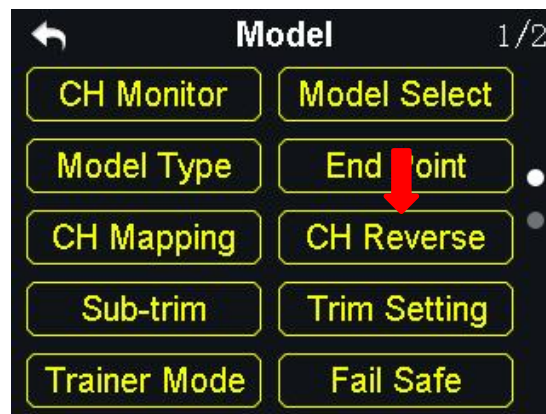 Model 1/2
CH Monitor Model Select
Model Type End Point
CH Mapping CH Reverse
Sub-trim Trim Setting
Trainer Mode Fail Safe